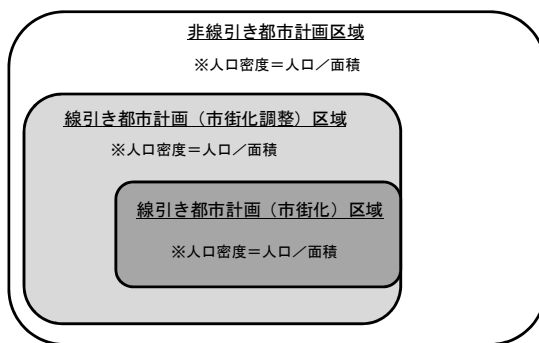 非線引き都市計画区域
※人口密度＝人口／面積
線引き都市計画（市街化調整）区域
※人口密度＝人口／面積
線引き都市計画（市街化）区域
※人口密度＝人口／面積